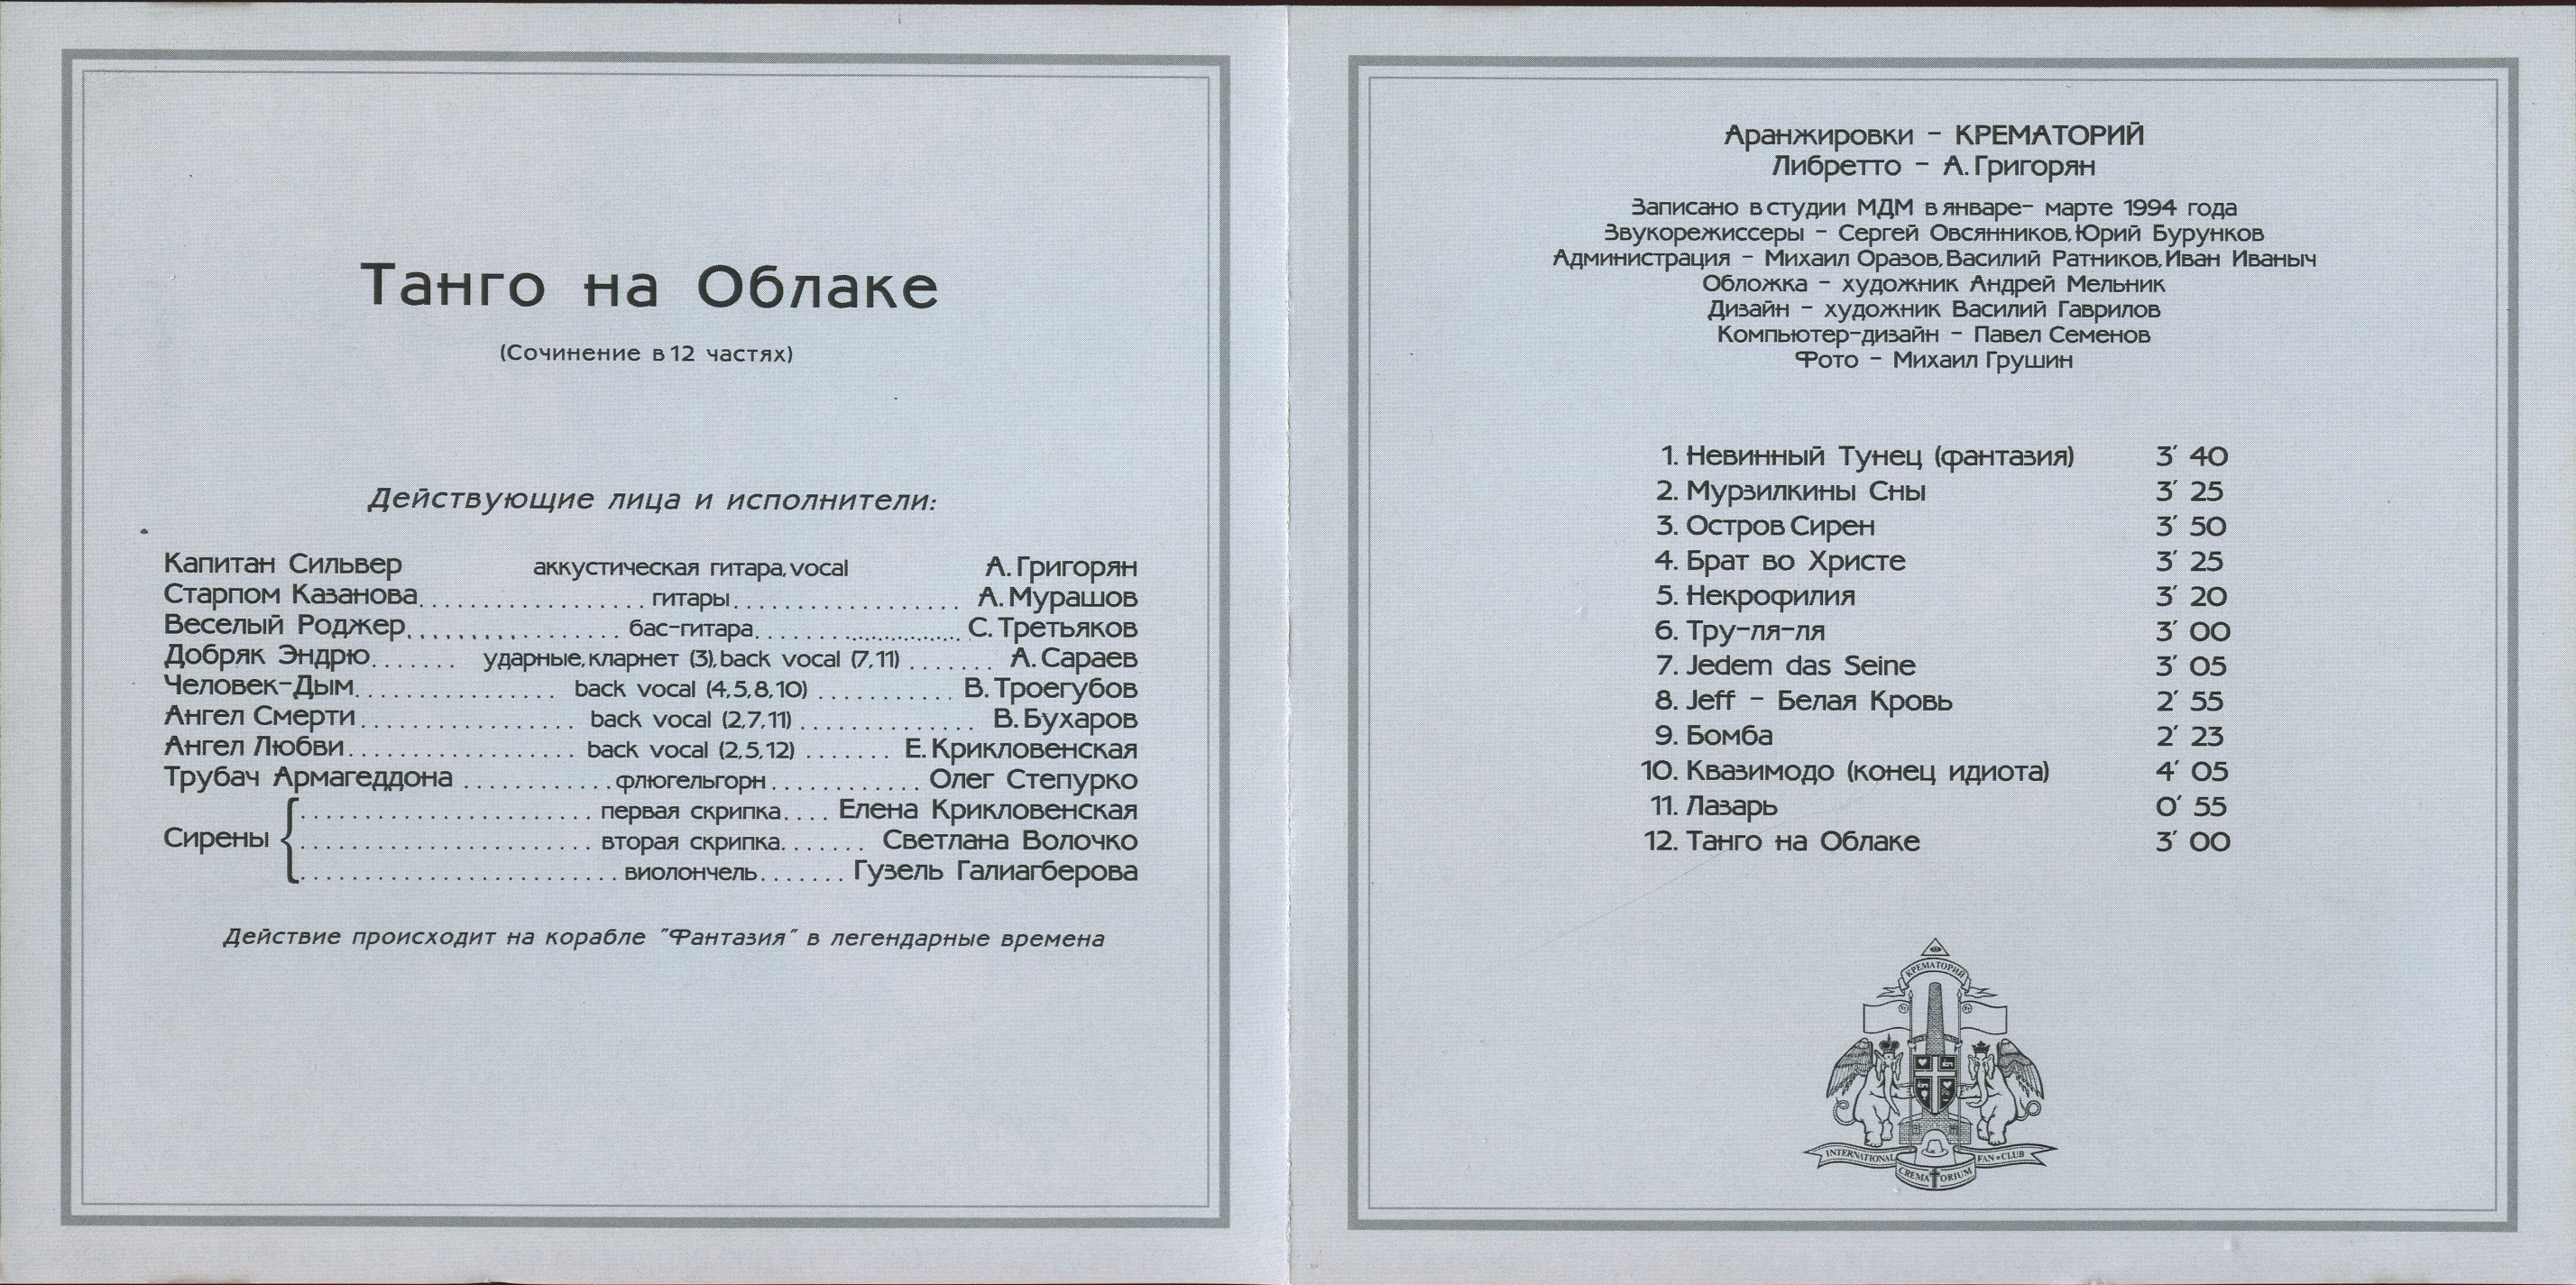 Танго на Облаке
(Сочинение в 12 частях)
Действующие лица и исполнители:
Капитан Сильвер аккустическая гитара, vocal А. Григорян
Старпом Казанова.......................гитары................... А. Мурашов
Веселый Роджер....................... бас-гитара....................... С. Третьяков
Добряк Эндрю....... ударные, кларнет (3), back vocal (7,11) ....... А. Сараев
Человек-Дым................. back vocal (4,5,8,10) ........... В. Троегубов
Ангел Смерти.................. back vocal (2,7,11) .............. В. Бухаров
Ангел Любви................... back vocal (2,5,12) ....... Е. Крикловенская
Трубач Армагеддона ............флюгельгорн............ Олег Степурко
Сирены {........................ первая скрипка.... Елена Крикловенская
........................ вторая скрипка....... Светлана Волочко
.......................... виолончель....... Гузель Галиагберова
Действие происходит на корабле "Фантазия" в легендарные времена
Аранжировки - КРЕМАТОРИЙ
Либретто - А. Григорян
Записано в студии МДМ в январе- марте 1994 года
Звукорежиссеры - Сергей Овсянников, Юрий Бурунков
Администрация - Михаил Оразов, Василий Ратников, Иван Иваныч
Обложка - художник Андрей Мельник
Дизайн - художник Василий Гаврилов
Компьютер-дизайн - Павел Семенов
Фото - Михаил Грушин
1. Невинный Тунец (фантазия) 3' 40
2. Мурзилкины Сны 3' 25
3. Остров Сирен 3' 50
4. Брат во Христе 3' 25
5. Некрофилия 3' 20
6. Тру-ля-ля 3' 00
7. Jedem das Seine 3' 05
8. Jeff - Белая Кровь 2' 55
9. Бомба 2' 23
10. Квазимодо (конец идиота) 4' 05
11. Лазарь 0' 55
12. Танго на Облаке 3' 00
КРЕМАТОРИЙ
INTERNATIONAL FAN+CLUB
CREMATORIUM